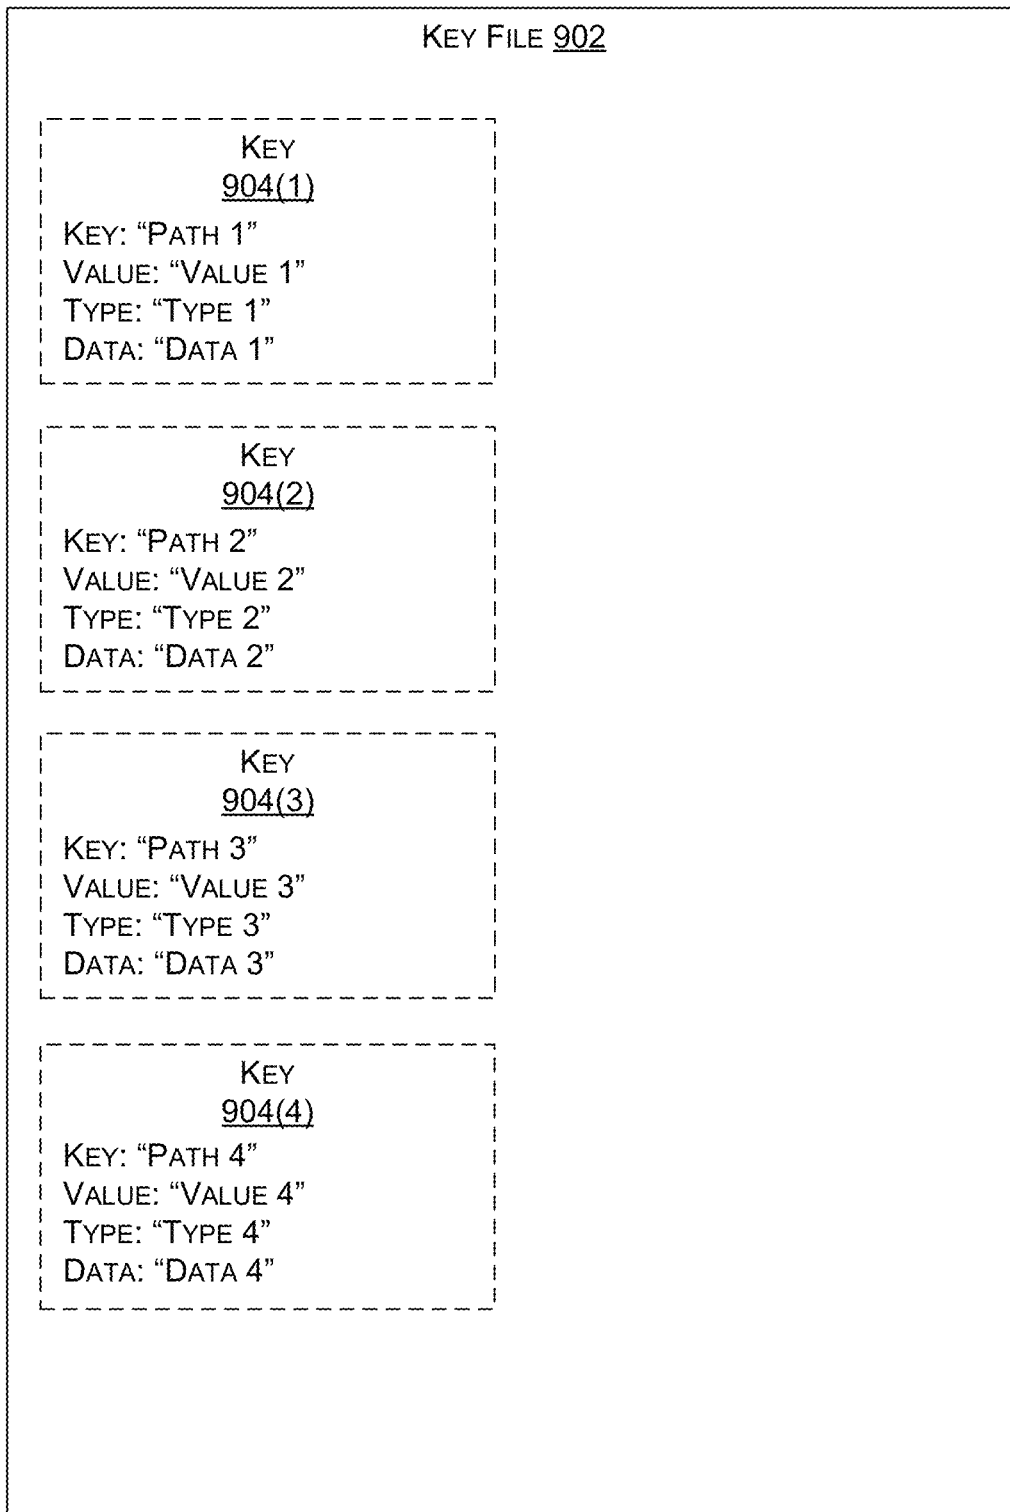 KEY FILE 902
KEY
904(1)
KEY: “PATH 1”
VALUE: “VALUE 1”
TYPE: “TYPE 1”
DATA: “DATA 1”
KEY
904(2)
KEY: “PATH 2”
VALUE: “VALUE 2”
TYPE: “TYPE 2”
DATA: “DATA 2”
KEY
904(3)
KEY: “PATH 3”
VALUE: “VALUE 3”
TYPE: “TYPE 3”
DATA: “DATA 3”
KEY
904(4)
KEY: “PATH 4”
VALUE: “VALUE 4”
TYPE: “TYPE 4”
DATA: “DATA 4”